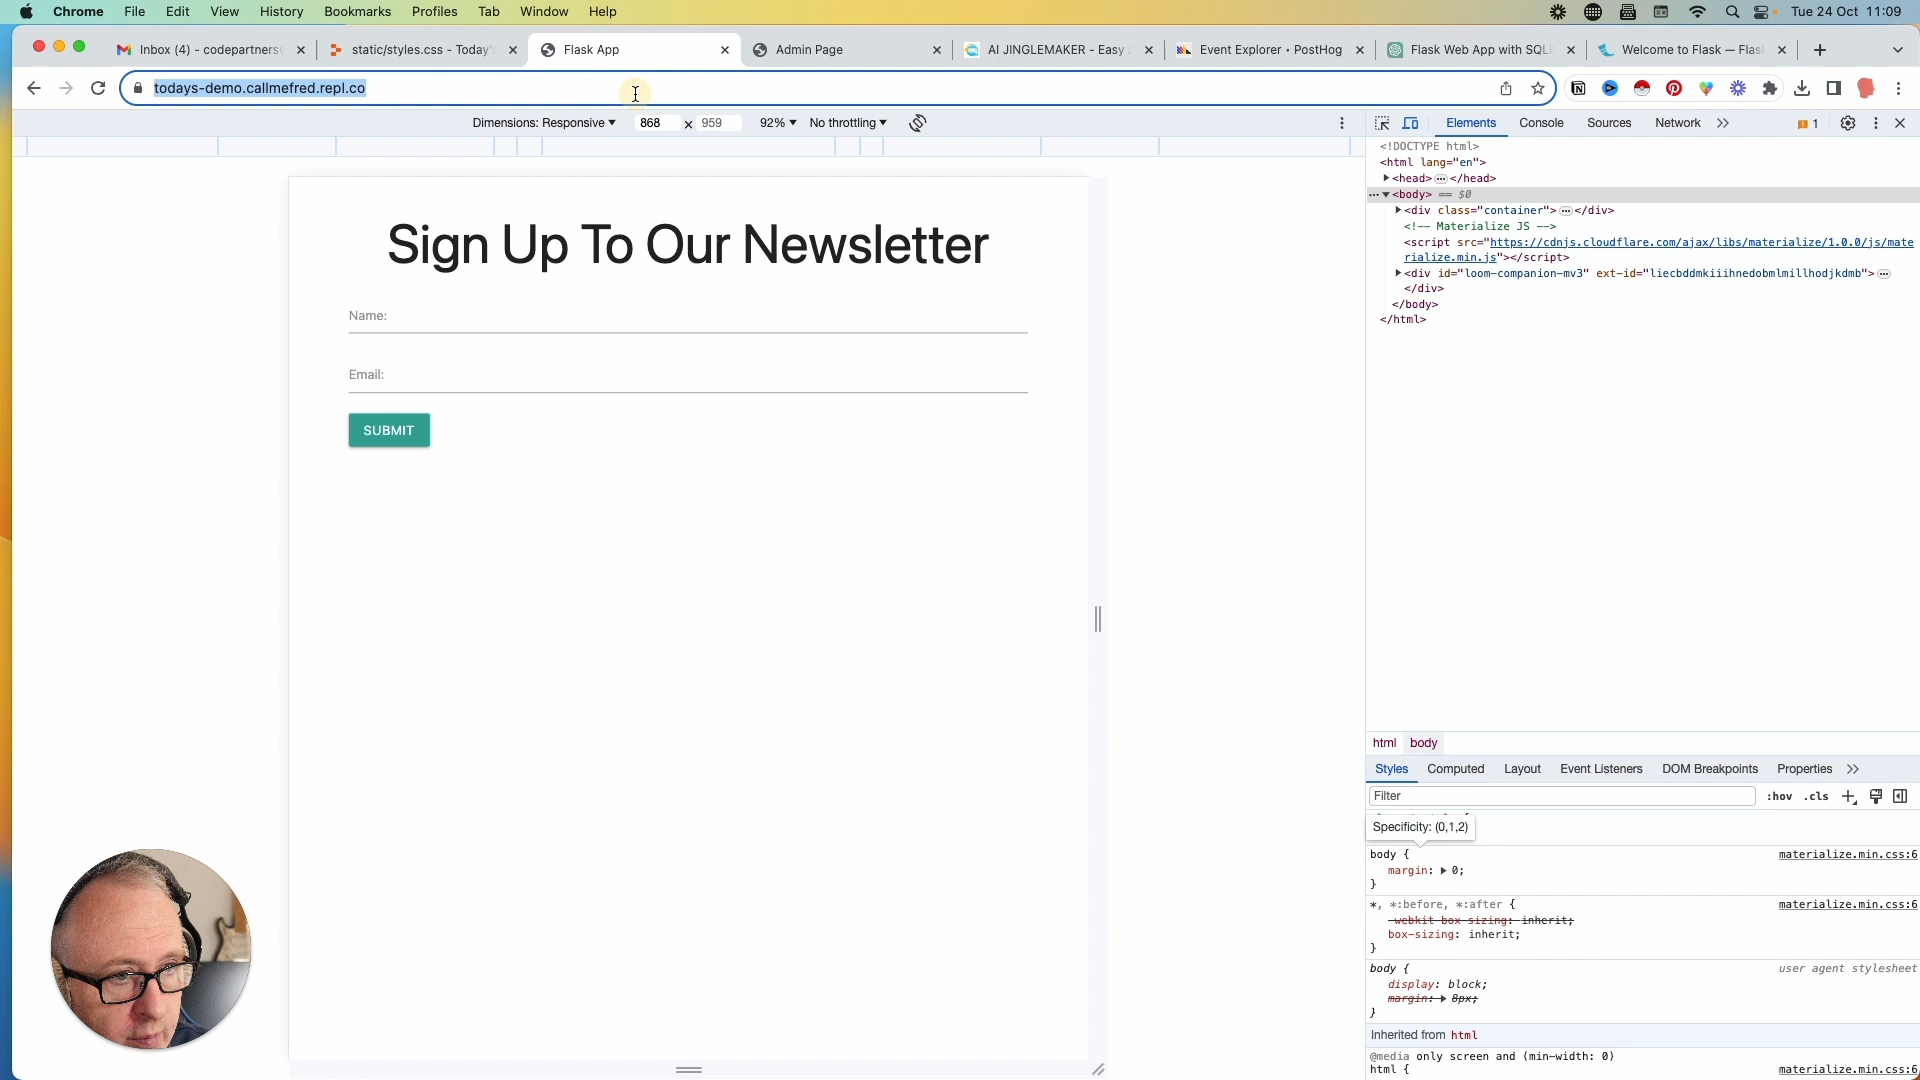 Chrome File Edit View History Bookmarks Profiles Tab Window Help Tue 24 Oct 11:09
Inbox (4) - codepartners static/styles.css - Today' Flask App Admin Page AI JINGLEMAKER - Easy Event Explorer • PostHog Flask Web App with SQLi Welcome to Flask — Flas
todays-demo.callmefred.repl.co
Dimensions: Responsive 868 x 959 92% No throttling
Elements Console Sources Network 1
Sign Up To Our Newsletter
Name:
Email:
SUBMIT
<!DOCTYPE html>
<html lang="en">
<head> … </head>
… <body> == $0
<div class="container"> … </div>
<!-- Materialize JS -->
<script src="https://cdnjs.cloudflare.com/ajax/libs/materialize/1.0.0/js/mate
rialize.min.js"></script>
<div id="loom-companion-mv3" ext-id="liecbddmkiiihnedobmlmillhodjkdmb"> …
</div>
</body>
</html>
html body
Styles Computed Layout Event Listeners DOM Breakpoints Properties
Filter :hov .cls
Specificity: (0,1,2)
body { materialize.min.css:6
margin: 0;
}
*, *:before, *:after { materialize.min.css:6
-webkit-box-sizing: inherit;
box-sizing: inherit;
}
body { user agent stylesheet
display: block;
margin: 8px;
}
Inherited from html
@media only screen and (min-width: 0)
html { materialize.min.css:6